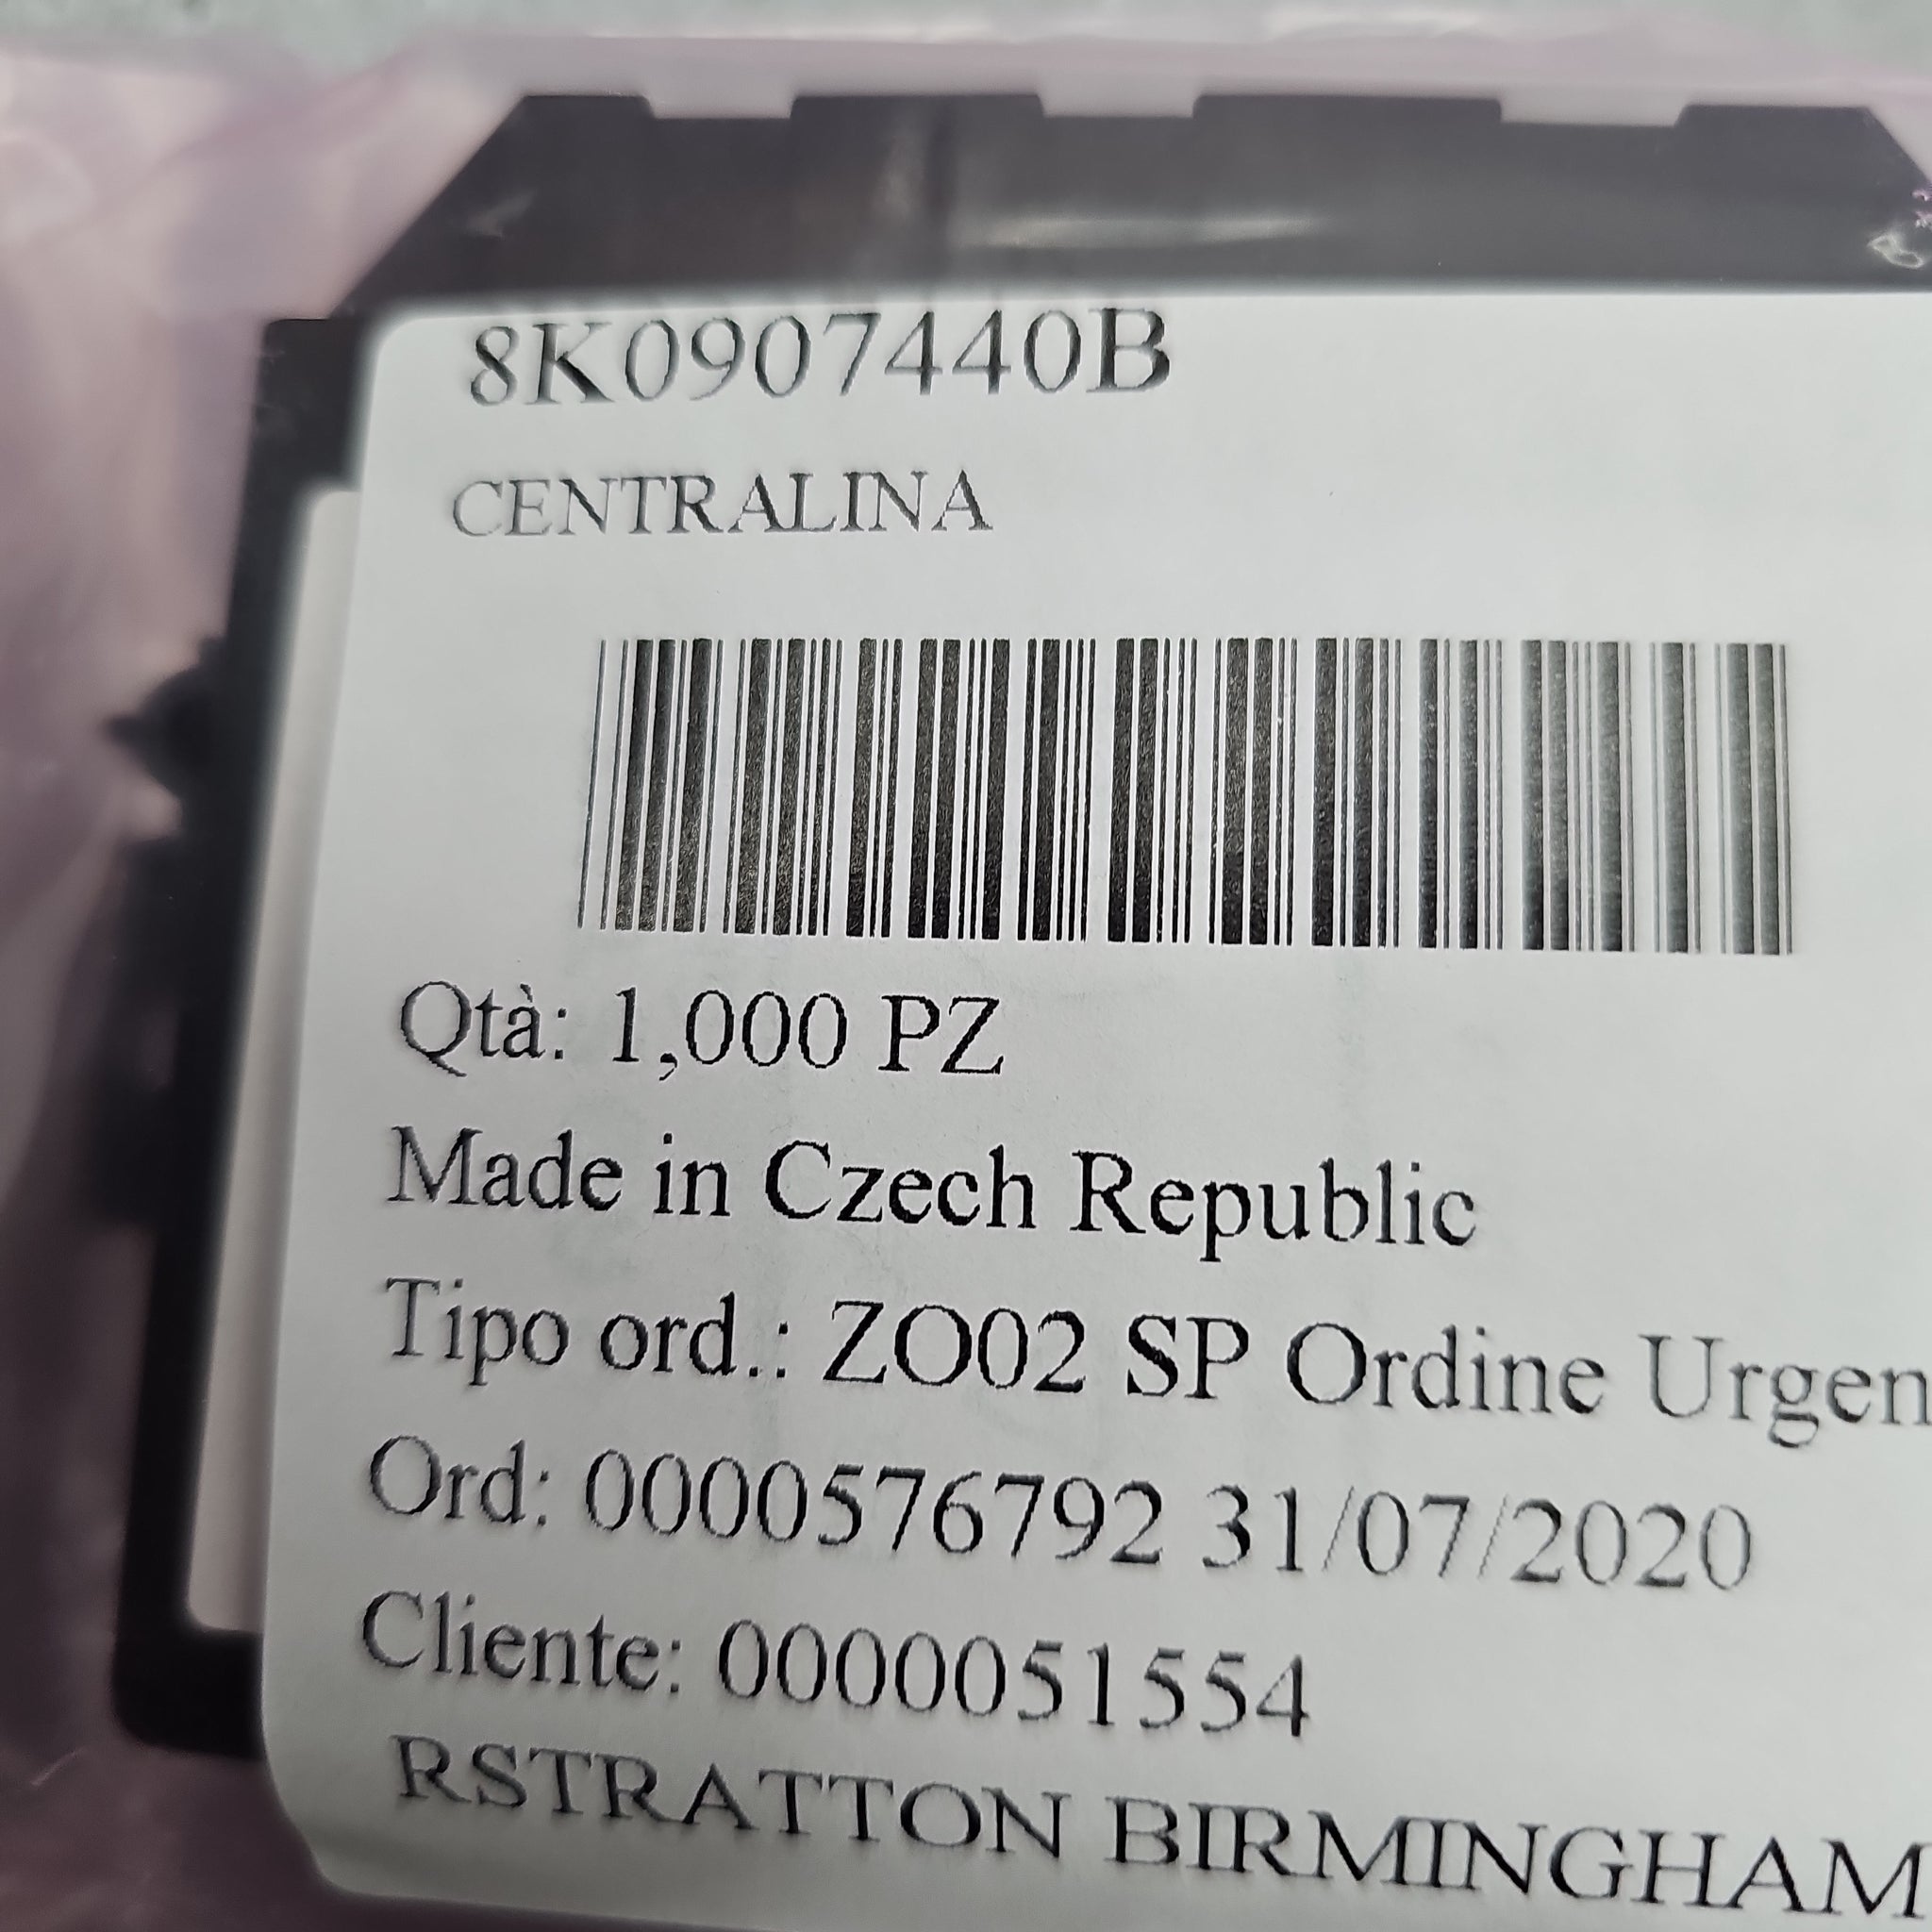 8K0907440B
CENTRALINA
Qtà: 1,000 PZ
Made in Czech Republic
Tipo ord.: ZO02 SP Ordine Urgen
Ord: 0000576792 31/07/2020
Cliente: 0000051554
RSTRATTON BIRMINGHAM